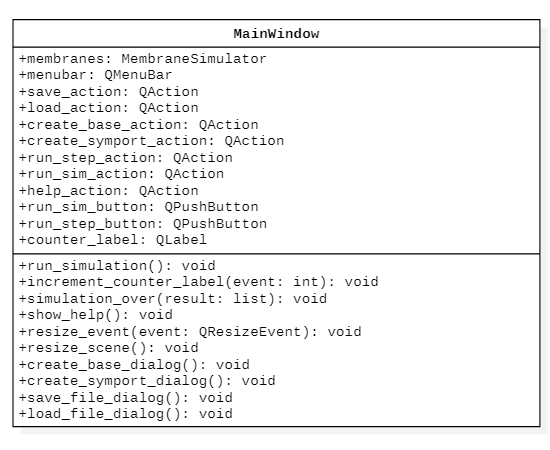 MainWindow
+membranes: MembraneSimulator
+menubar: QMenuBar
+save_action: QAction
+load_action: QAction
+create_base_action: QAction
+create_symport_action: QAction
+run_step_action: QAction
+run_sim_action: QAction
+help_action: QAction
+run_sim_button: QPushButton
+run_step_button: QPushButton
+counter_label: QLabel
+run_simulation(): void
+increment_counter_label(event: int): void
+simulation_over(result: list): void
+show_help(): void
+resize_event(event: QResizeEvent): void
+resize_scene(): void
+create_base_dialog(): void
+create_symport_dialog(): void
+save_file_dialog(): void
+load_file_dialog(): void